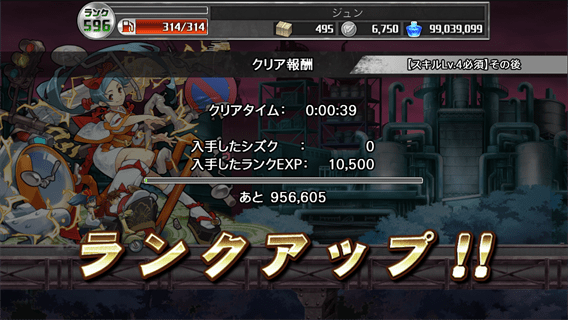 ランク
596
314/314
ジュン
495
6,750
99,039,099
クリア報酬
【スキルLv.4必須】その後
クリアタイム： 0:00:39
入手したシズク ： 0
入手したランクEXP： 10,500
あと 956,605
ランクアップ!!